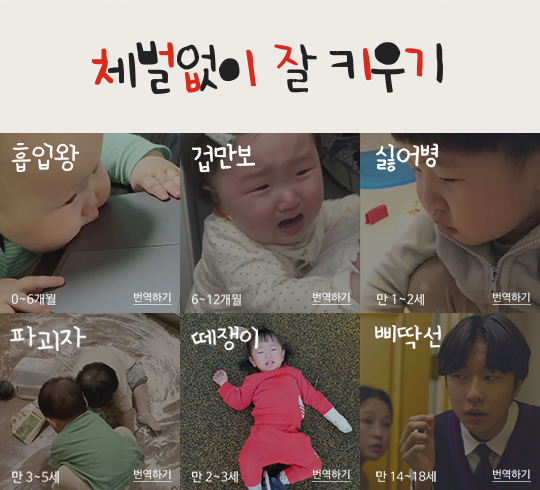 체벌없이 잘 키우기
흡입왕
겁만보
싫어병
0~6개월
번역하기
6~12개월
번역하기
만 1~2세
번역하기
파괴자
떼쟁이
삐딱선
만 3~5세
번역하기
만 2~3세
번역하기
만 14~18세
번역하기